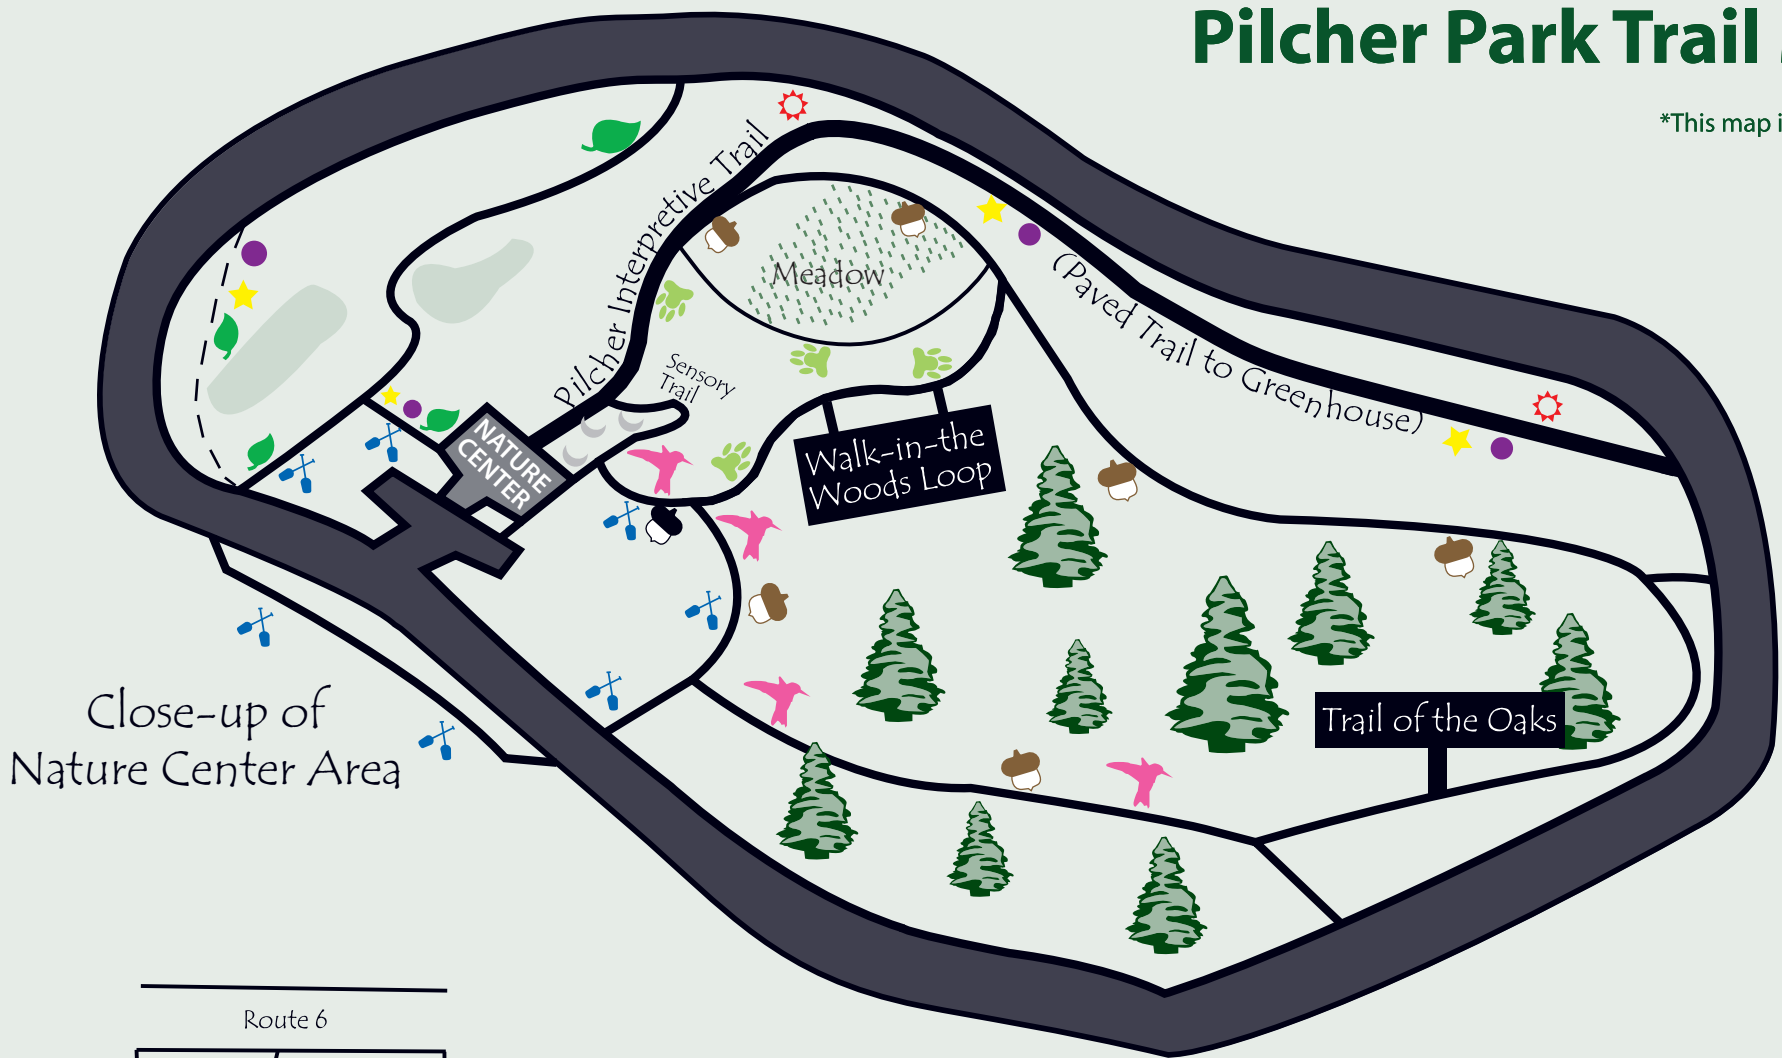 Pilcher Park Trail
*This map i
Pilcher Interpretive Trail
Meadow
(Paved Trail to Greenhouse)
Sensory
Trail
NATURE
CENTER
Walk-in-the
Woods Loop
Trail of the Oaks
Close-up of
Nature Center Area
Route 6